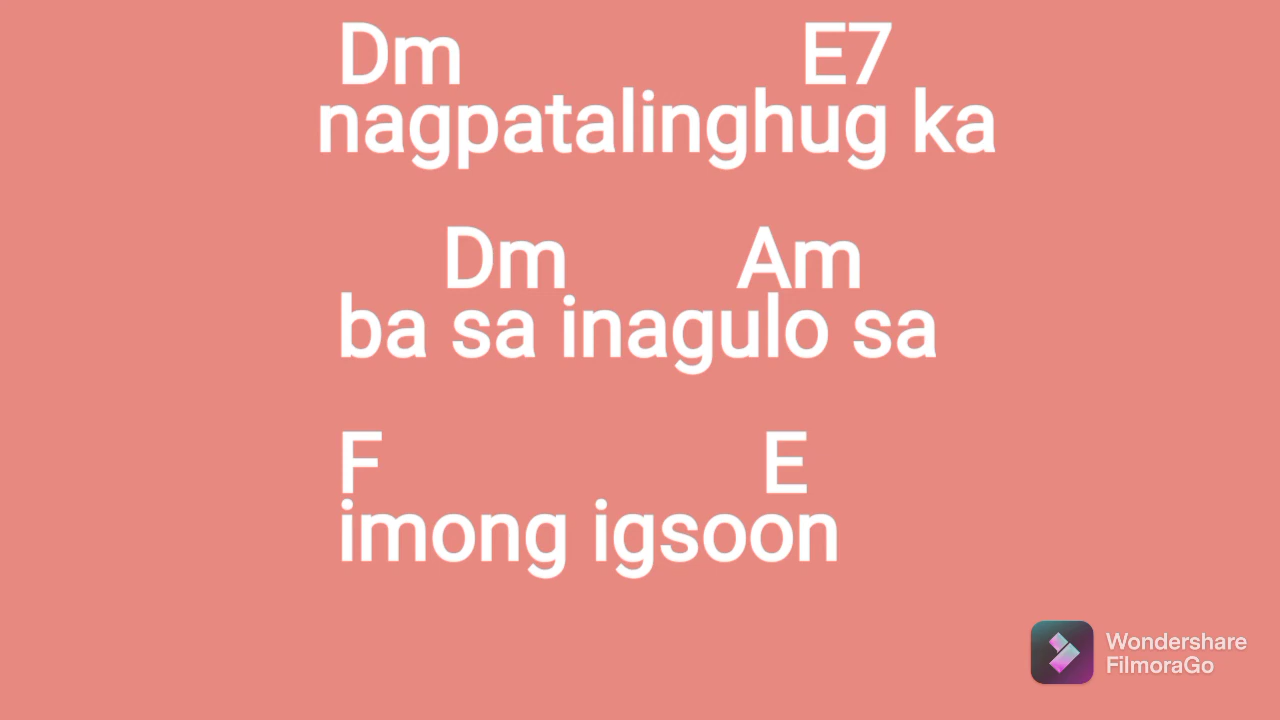 Dm E7
nagpatalinghug ka
Dm Am
ba sa inagulo sa
F E
imong igsoon
Wondershare
FilmoraGo